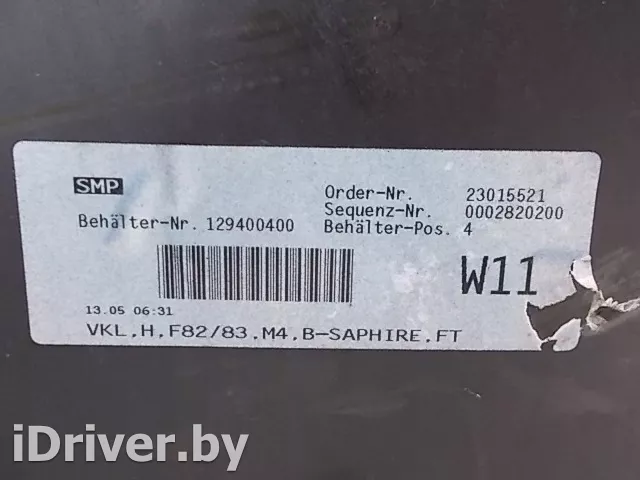 SMP
Order-Nr. 23015521
Sequenz-Nr. 0002820200
Behälter-Nr. 129400400 Behälter-Pos. 4
W11
13.05 06:31
VKL.H.F82/83.M4.B-SAPHIRE.FT
iDriver.by